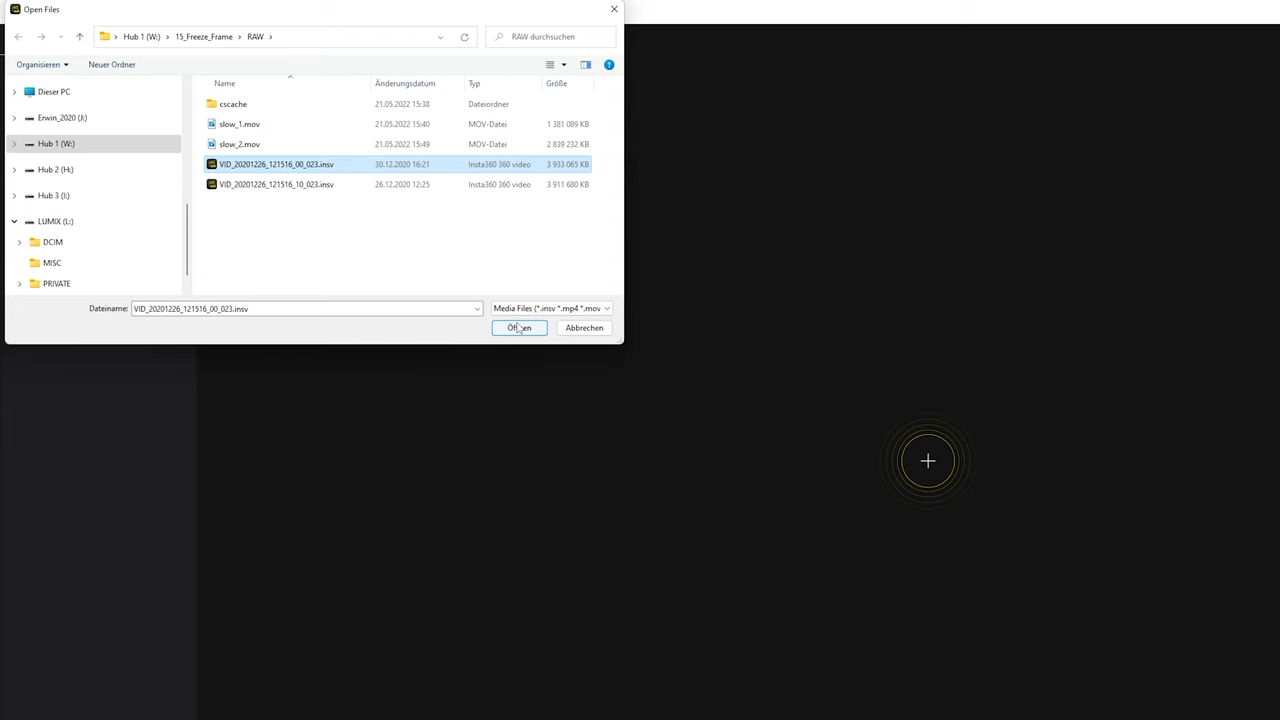 Open Files
Hub 1 (W:) > 15_Freeze_Frame > RAW >
RAW durchsuchen
Organisieren
Neuer Ordner
Name Änderungsdatum Typ Größe
Dieser PC
Erwin_2020 (J:)
Hub 1 (W:)
Hub 2 (H:)
Hub 3 (I:)
LUMIX (L:)
DCIM
MISC
PRIVATE
cscache 21.05.2022 15:38 Dateiordner
slow_1.mov 21.05.2022 15:40 MOV-Datei 1 381 089 KB
slow_2.mov 21.05.2022 15:49 MOV-Datei 2 839 232 KB
VID_20201226_121516_00_023.insv 30.12.2020 16:21 Insta360 360 video 3 933 065 KB
VID_20201226_121516_10_023.insv 26.12.2020 12:25 Insta360 360 video 3 911 680 KB
Dateiname: VID_20201226_121516_00_023.insv
Media Files (*.insv *.mp4 *.mov
Öffnen
Abbrechen